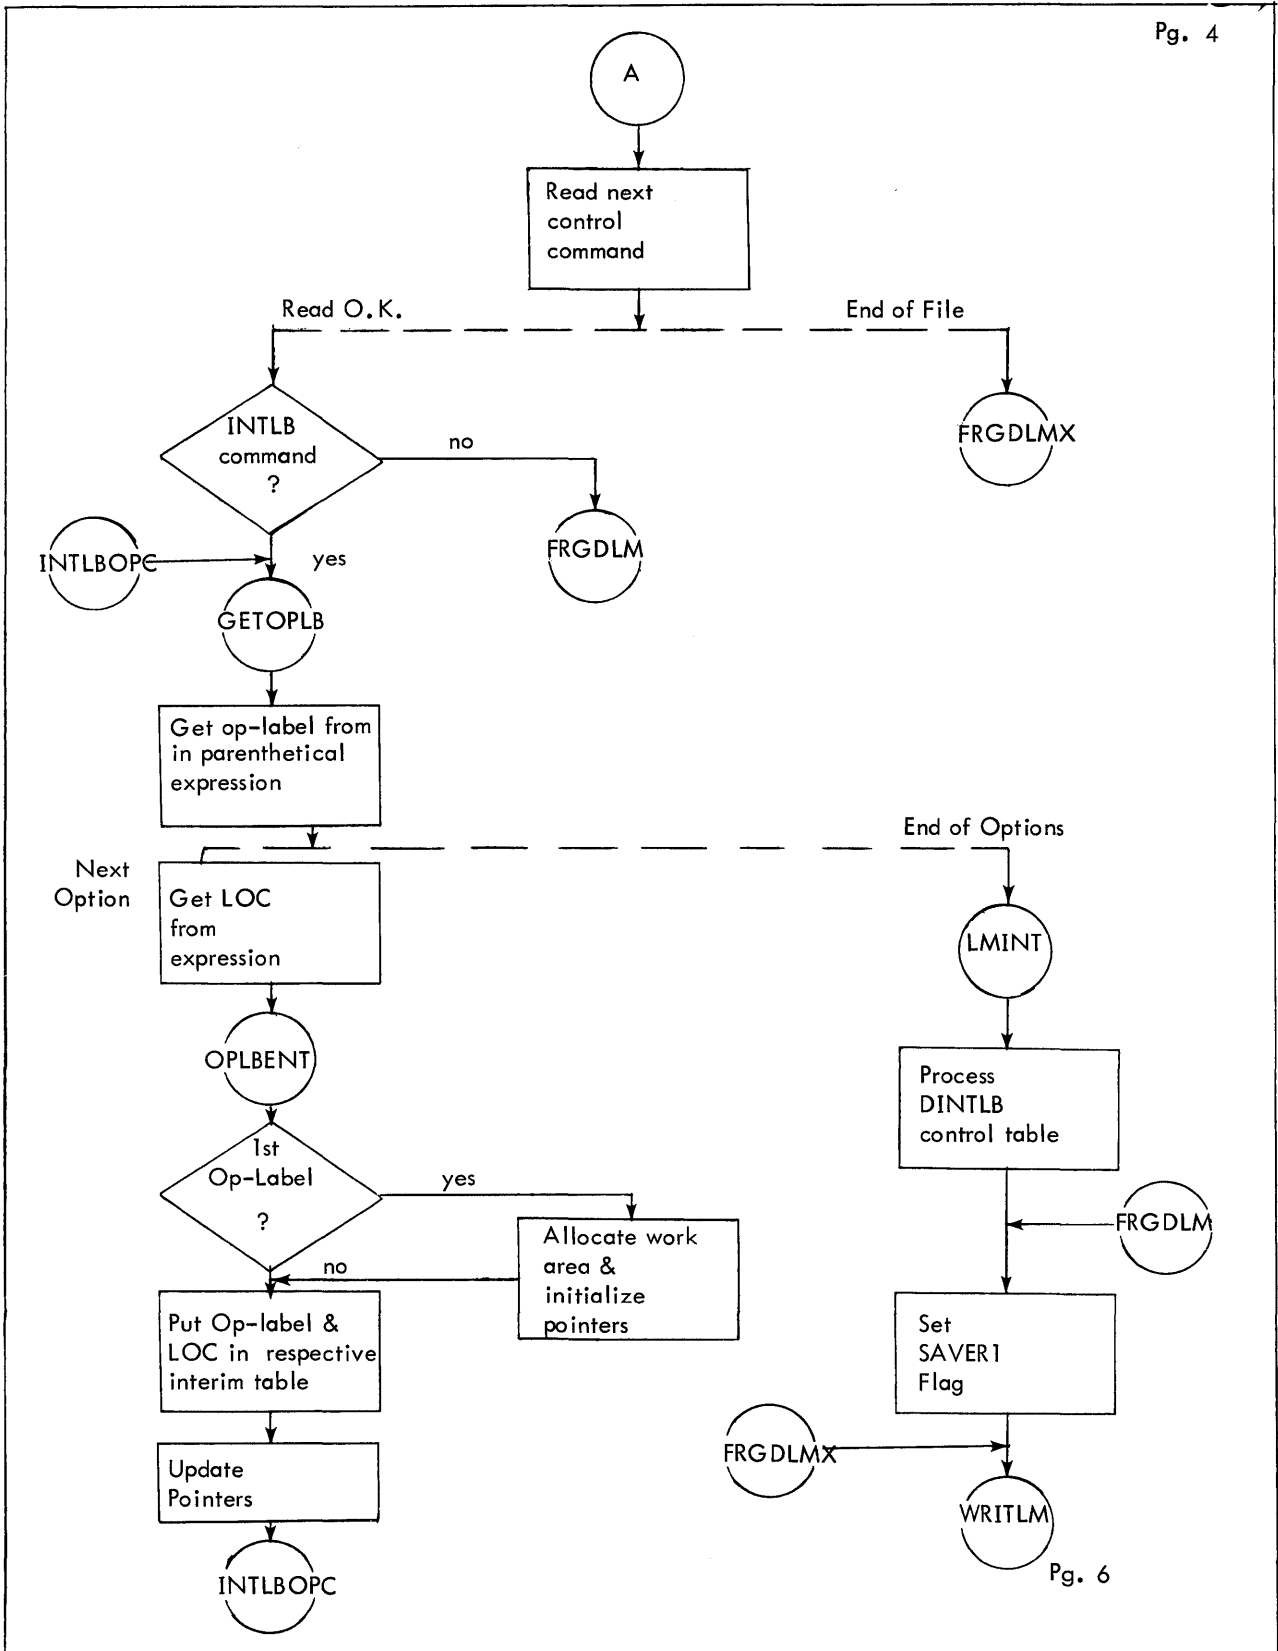 Pg. 4
A
Read next
control
command
Read O.K.
End of File
INTLB
command
?
no
FRGDLMX
FRGDLM
INTLBOPC
yes
GETOPLB
Get op-label from
in parenthetical
expression
End of Options
Next
Option
Get LOC
from
expression
LMINT
OPLBENT
Process
DINTLB
control table
1st
Op-Label
?
yes
FRGDLM
Allocate work
area &
initialize
pointers
no
Put Op-label &
LOC in respective
interim table
Set
SAVER1
Flag
FRGDLMX
Update
Pointers
WRITLM
Pg. 6
INTLBOPC